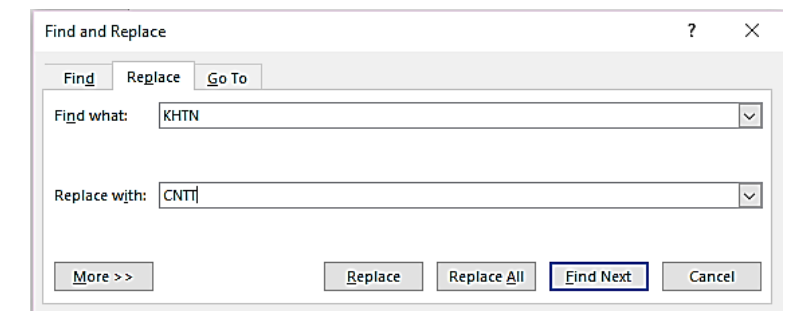 Find and Replace ?
Find Replace Go To
Find what: KHTN
Replace with: CNTT
More >> Replace Replace All Find Next Cancel